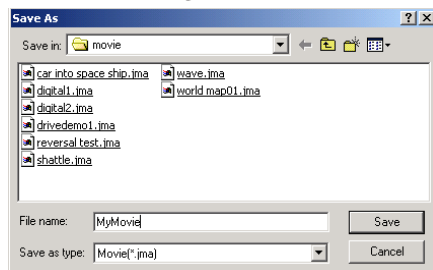 Save As
Save in: movie
car into space ship.jma wave.jma
digital1.jma world map01.jma
digital2.jma
drivedemo1.jma
reversal test.jma
shattle.jma
File name: MyMovie Save
Save as type: Movie(*.jma) Cancel